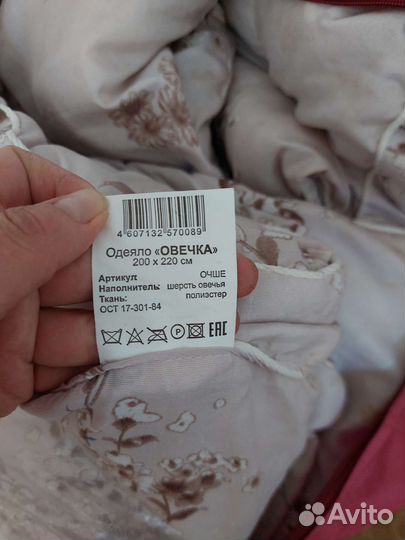 4 607132 570089
Одеяло «ОВЕЧКА»
200 х 220 см
Артикул: ОЧШЕ
Наполнитель: шерсть овечья
Ткань: полиэстер
ОСТ 17-301-84
P EAC
Avito